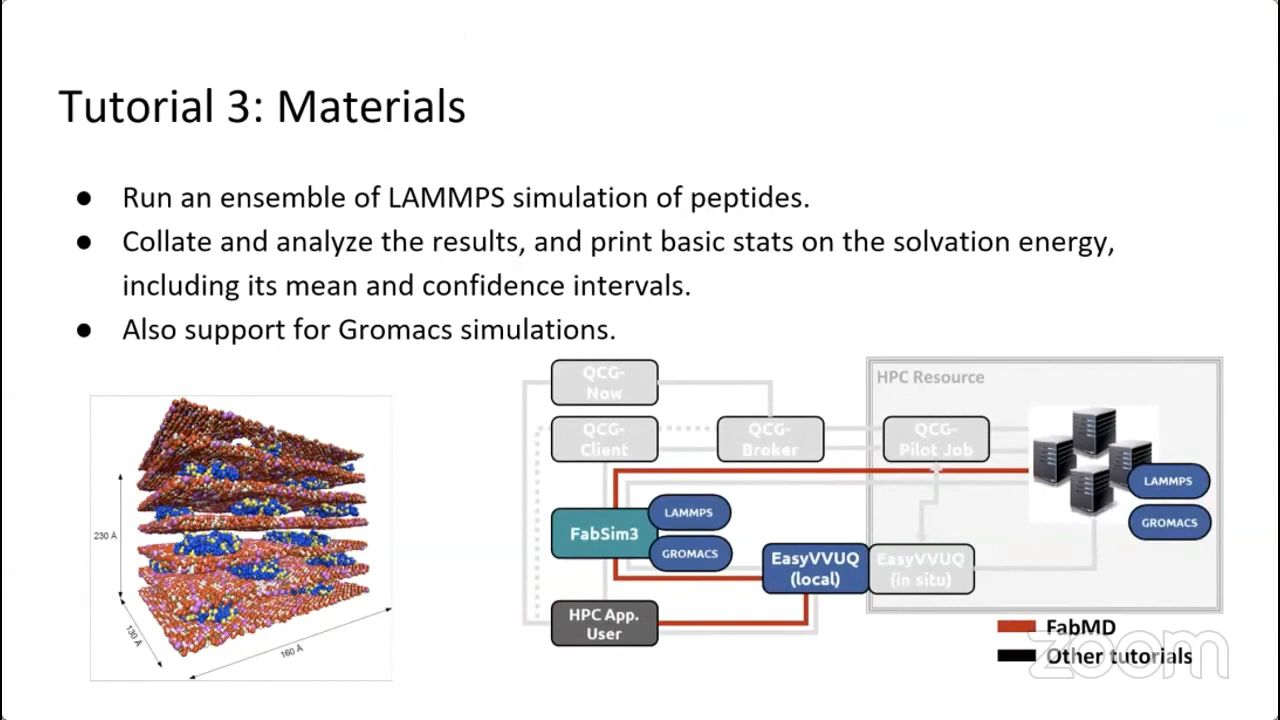 Tutorial 3: Materials
● Run an ensemble of LAMMPS simulation of peptides.
● Collate and analyze the results, and print basic stats on the solvation energy,
including its mean and confidence intervals.
● Also support for Gromacs simulations.
230 Å
130 Å
160 Å
QCG-
Now
QCG-
Client
QCG-
Broker
HPC Resource
QCG-
Pilot Job
LAMMPS
GROMACS
FabSim3
LAMMPS
GROMACS
EasyVVUQ
(local)
EasyVVUQ
(in situ)
HPC App.
User
FabMD
Other tutorials
zoom